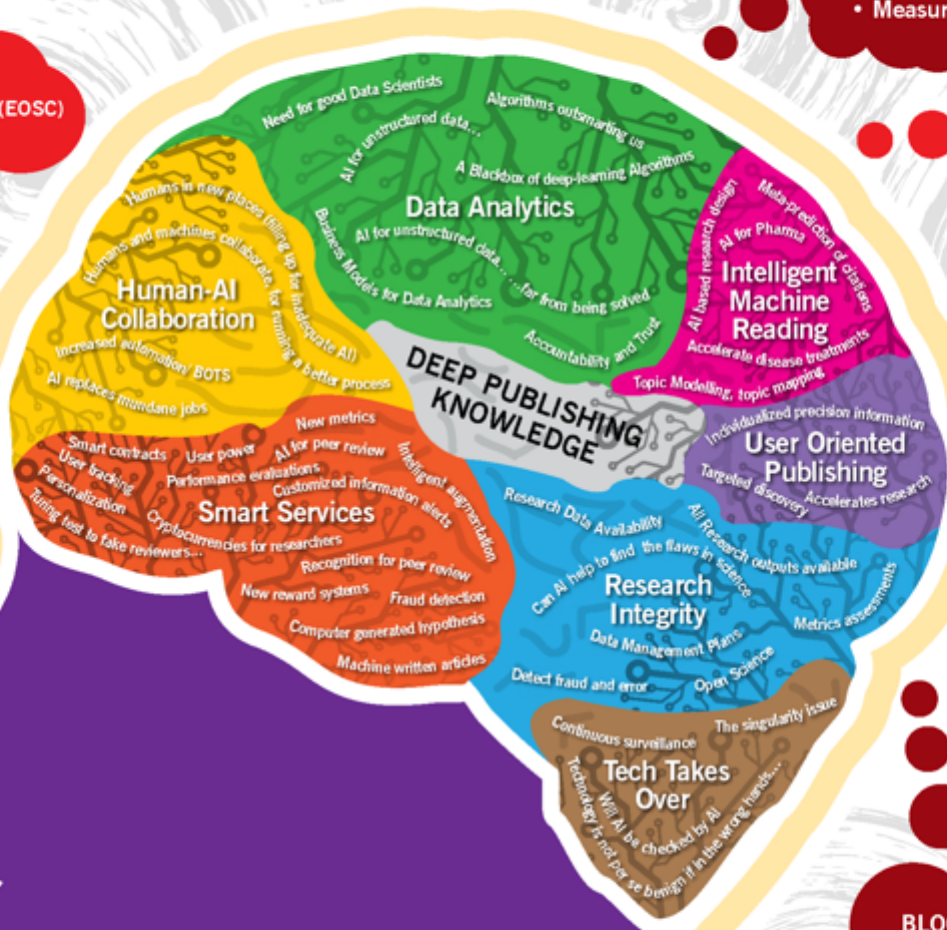 • Measur
(EOSC)
Need for good Data Scientists
Algorithms outsmarting us
AI for unstructured data...
A Blackbox of deep-learning Algorithms
Data Analytics
AI for unstructured data... ...far from being solved
Business Models for Data Analytics
Accountability and Trust
Humans in new places (filling up for inadequate AI)
Humans and machines collaborate, for running a better process
Human-AI
Collaboration
Increased automation/ BOTS
AI replaces mundane jobs
Meta-prediction of citations
AI based research design
AI for Pharma
Intelligent
Machine
Reading
Accelerate disease treatments
Topic Modelling, topic mapping
DEEP PUBLISHING
KNOWLEDGE
Individualized precision information
User Oriented
Publishing
Targeted discovery
Accelerates research
New metrics
Smart contracts
User power
AI for peer review
User tracking
Performance evaluations
Personalization
Customized information alerts
Intelligent augmentation
Smart Services
Tuning test to fake reviewers...
Cryptocurrencies for researchers
Recognition for peer review
New reward systems
Fraud detection
Computer generated hypothesis
Machine written articles
Research Data Availability
All Research outputs available
Can AI help to find the flaws in science
Research
Integrity
Metrics assessments
Data Management Plans
Open Science
Detect fraud and error
The singularity issue
Continuous surveillance
Tech Takes
Over
Will AI be checked by AI
Technology is not per se benign if in the wrong hands...
BLO